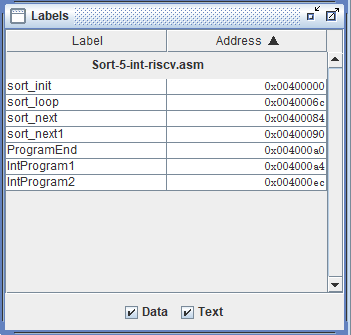 Labels
Label Address ▲
Sort-5-int-riscv.asm
sort_init 0x00400000
sort_loop 0x0040006c
sort_next 0x00400084
sort_next1 0x00400090
ProgramEnd 0x004000a0
IntProgram1 0x004000a4
IntProgram2 0x004000ec
Data Text